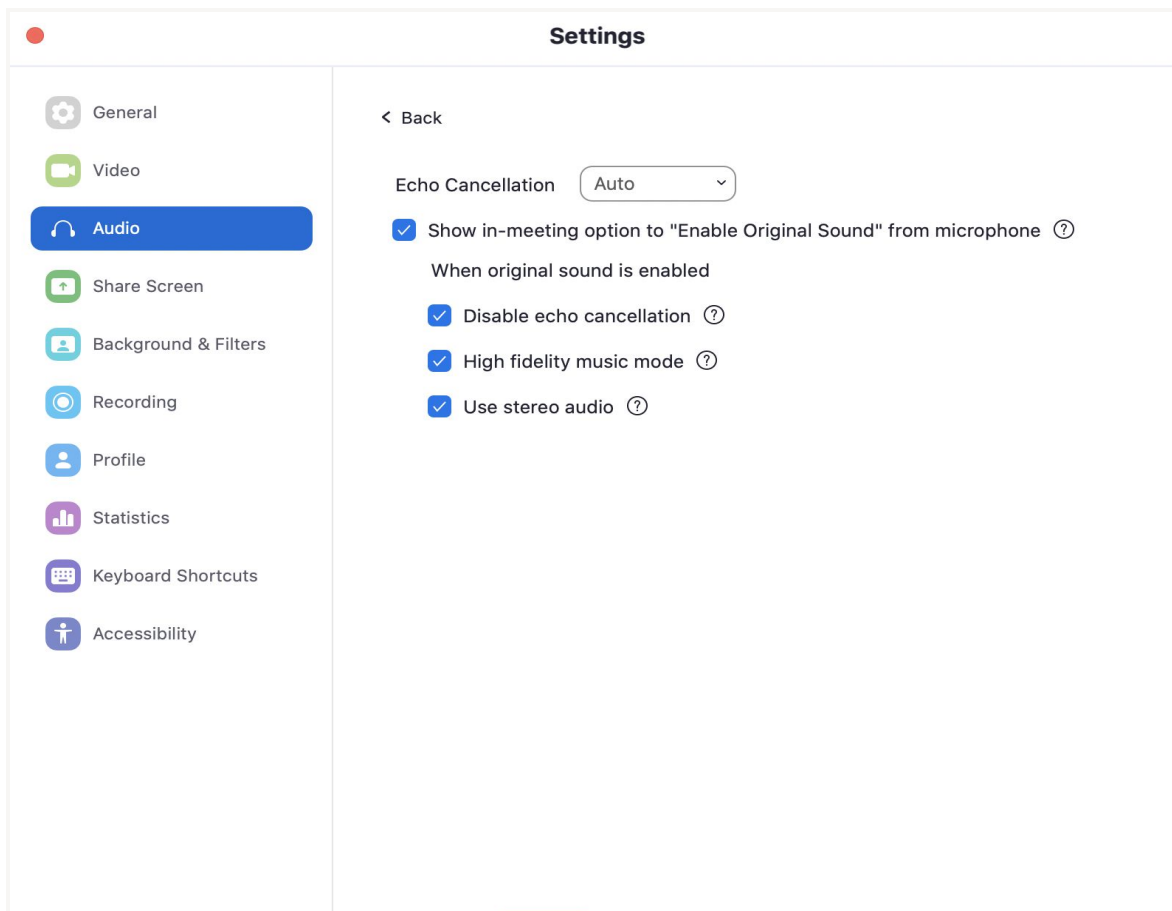 Settings
General
Video
Audio
Share Screen
Background & Filters
Recording
Profile
Statistics
Keyboard Shortcuts
Accessibility
< Back
Echo Cancellation Auto
Show in-meeting option to "Enable Original Sound" from microphone ?
When original sound is enabled
Disable echo cancellation ?
High fidelity music mode ?
Use stereo audio ?